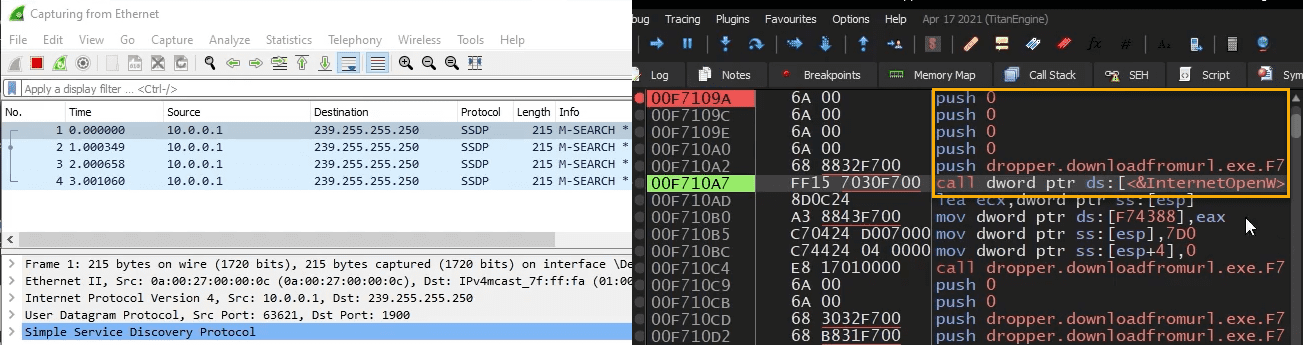 Capturing from Ethernet
File Edit View Go Capture Analyze Statistics Telephony Wireless Tools Help
Apply a display filter ... <Ctrl-/>
No. Time Source Destination Protocol Length Info
1 0.000000 10.0.0.1 239.255.255.250 SSDP 215 M-SEARCH *
2 1.000349 10.0.0.1 239.255.255.250 SSDP 215 M-SEARCH *
3 2.000658 10.0.0.1 239.255.255.250 SSDP 215 M-SEARCH *
4 3.001060 10.0.0.1 239.255.255.250 SSDP 215 M-SEARCH *
Frame 1: 215 bytes on wire (1720 bits), 215 bytes captured (1720 bits) on interface \De
Ethernet II, Src: 0a:00:27:00:00:0c (0a:00:27:00:00:0c), Dst: IPv4mcast_7f:ff:fa (01:00
Internet Protocol Version 4, Src: 10.0.0.1, Dst: 239.255.255.250
User Datagram Protocol, Src Port: 63621, Dst Port: 1900
Simple Service Discovery Protocol
bug Tracing Plugins Favourites Options Help Apr 17 2021 (TitanEngine)
Log Notes Breakpoints Memory Map Call Stack SEH Script Sym
00F7109A 6A 00 push 0
00F7109C 6A 00 push 0
00F7109E 6A 00 push 0
00F710A0 6A 00 push 0
00F710A2 68 8832F700 push dropper.downloadfromurl.exe.F7
00F710A7 FF15 7030F700 call dword ptr ds:[<&InternetOpenW>
00F710AD 8D0C24 lea ecx,dword ptr ss:[esp]
00F710B0 A3 8843F700 mov dword ptr ds:[F74388],eax
00F710B5 C70424 D007000 mov dword ptr ss:[esp],7D0
00F710BC C74424 04 0000 mov dword ptr ss:[esp+4],0
00F710C4 E8 17010000 call dropper.downloadfromurl.exe.F7
00F710C9 6A 00 push 0
00F710CB 6A 00 push 0
00F710CD 68 3032F700 push dropper.downloadfromurl.exe.F7
00F710D2 68 B831F700 push dropper.downloadfromurl.exe.F7